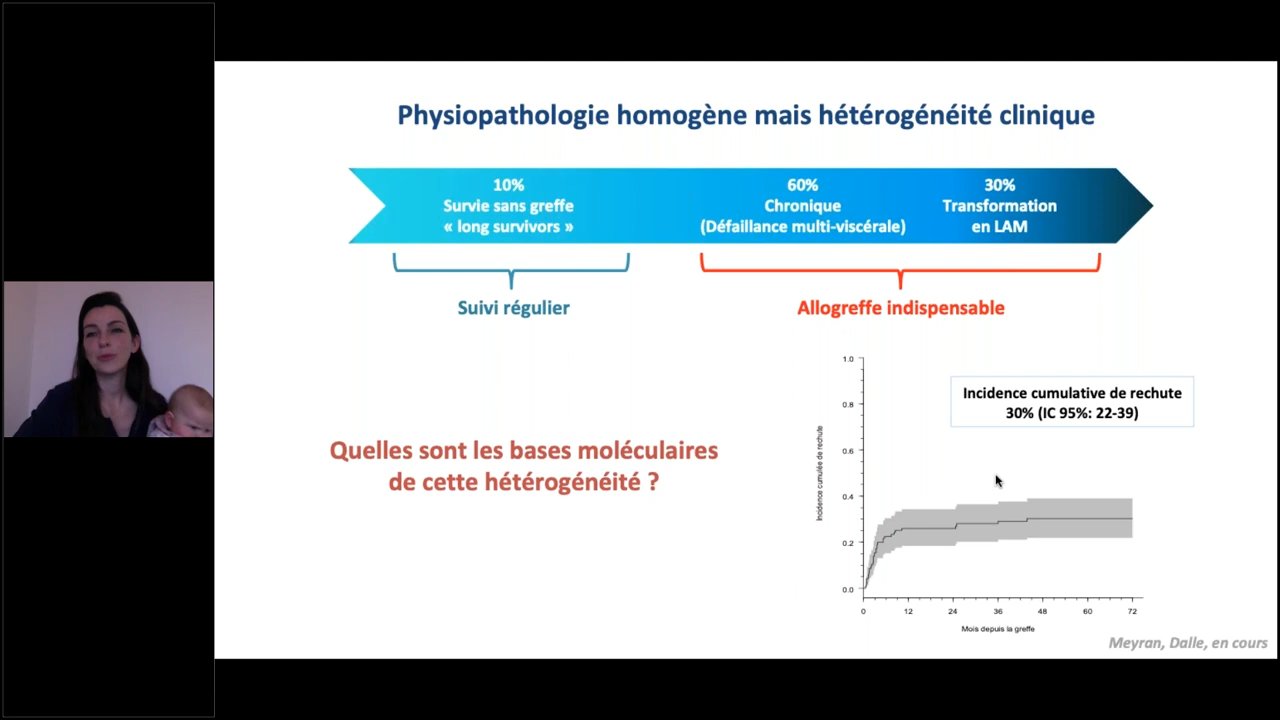 Physiopathologie homogène mais hétérogénéité clinique
10%
Survie sans greffe
« long survivors »
60%
Chronique
(Défaillance multi-viscérale)
30%
Transformation
en LAM
Suivi régulier
Allogreffe indispensable
Quelles sont les bases moléculaires
de cette hétérogénéité ?
Incidence cumulative de rechute
30% (IC 95%: 22-39)
Incidence cumulée de rechute
1.0
0.8
0.6
0.4
0.2
0.0
0 12 24 36 48 60 72
Mois depuis la greffe
Meyran, Dalle, en cours